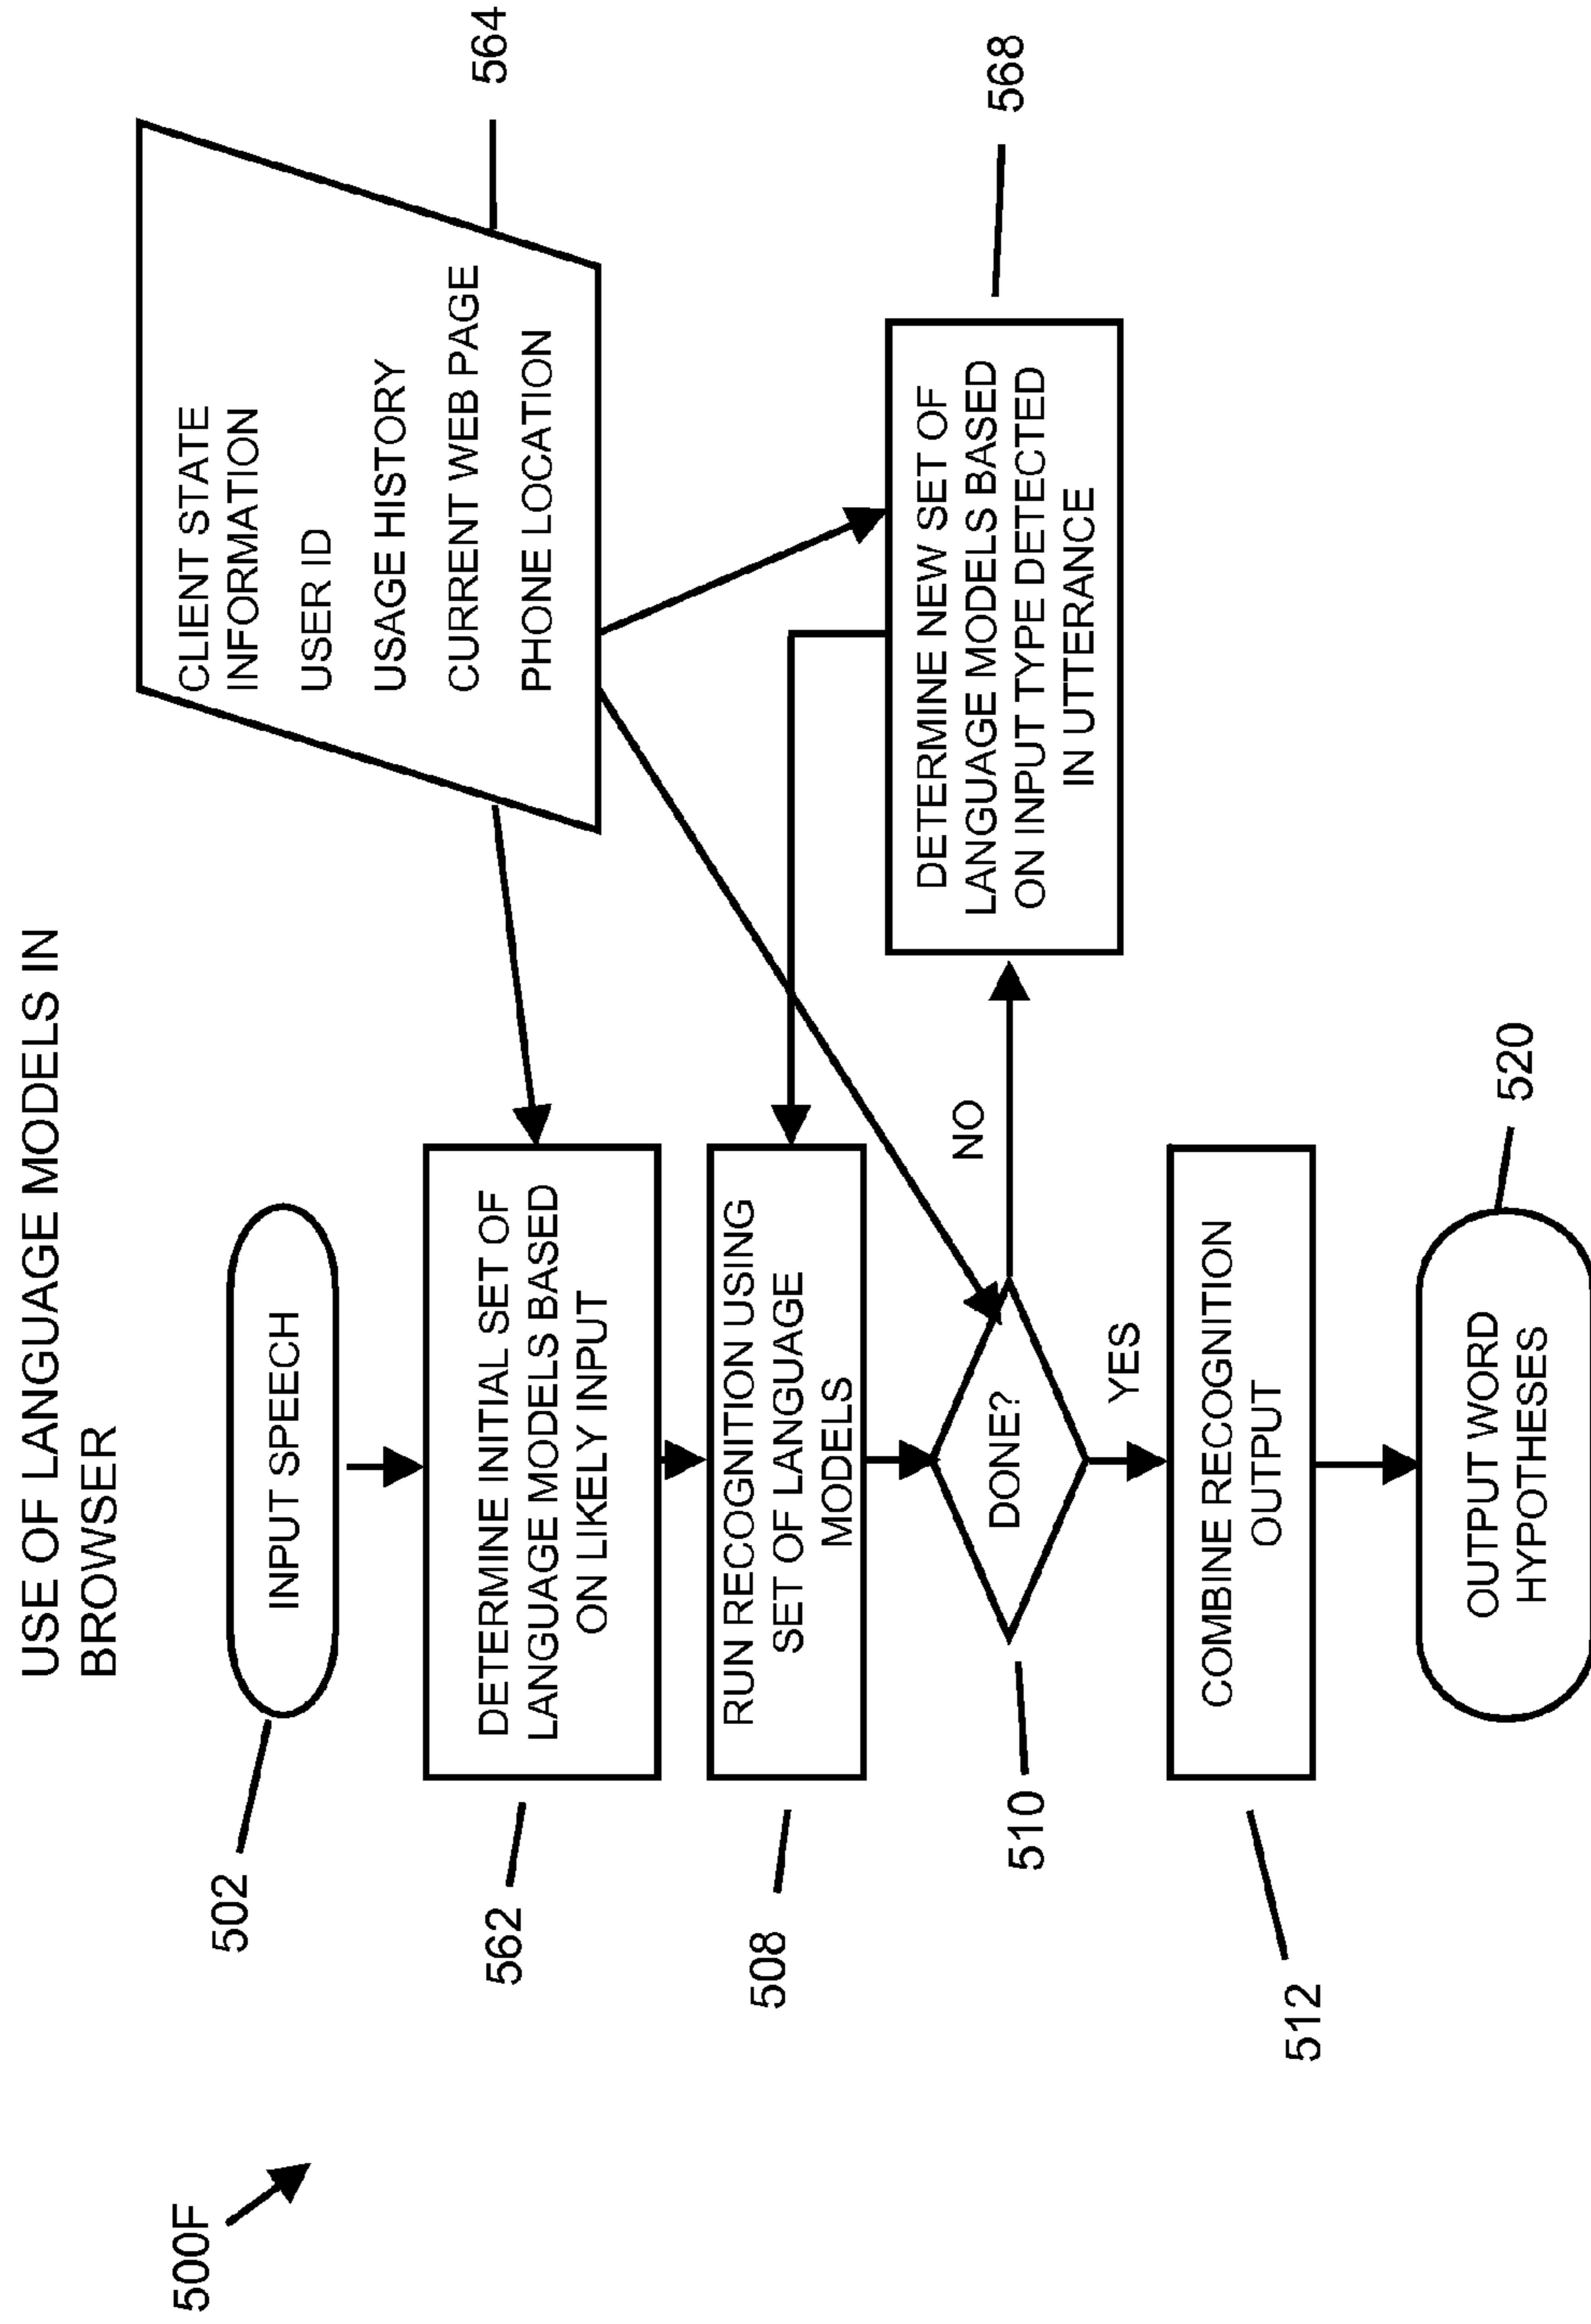 USE OF LANGUAGE MODELS IN
BROWSER
500F
502
INPUT SPEECH
562
DETERMINE INITIAL SET OF
LANGUAGE MODELS BASED
ON LIKELY INPUT
CLIENT STATE
INFORMATION
USER ID
USAGE HISTORY
CURRENT WEB PAGE
PHONE LOCATION
564
508
RUN RECOGNITION USING
SET OF LANGUAGE
MODELS
510
DONE?
NO
YES
DETERMINE NEW SET OF
LANGUAGE MODELS BASED
ON INPUT TYPE DETECTED
IN UTTERANCE
568
512
COMBINE RECOGNITION
OUTPUT
OUTPUT WORD
HYPOTHESES
520